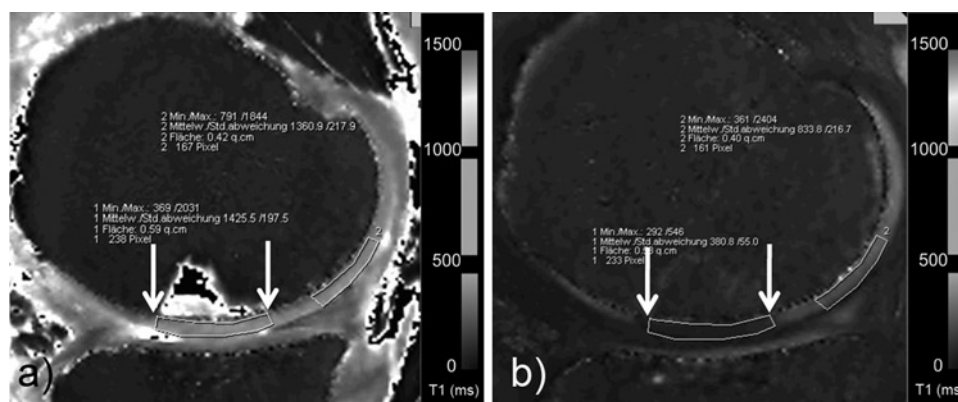 2 Min./Max.: 791 /1844
2 Mittelw./Std.abweichung 1360.9 /217.9
2 Fläche: 0.42 q.cm
2 167 Pixel
1 Min./Max.: 369 /2031
1 Mittelw./Std.abweichung 1425.5 /197.5
1 Fläche: 0.59 q.cm
1 238 Pixel
2
a)
1500
1000
500
0
T1 (ms)
2 Min./Max.: 361 /2404
2 Mittelw./Std.abweichung 833.8 /216.7
2 Fläche: 0.40 q.cm
2 161 Pixel
1 Min./Max.: 292 /546
1 Mittelw./Std.abweichung 380.8 /55.0
1 Fläche: q.cm
1 233 Pixel
2
b)
1500
1000
500
0
T1 (ms)